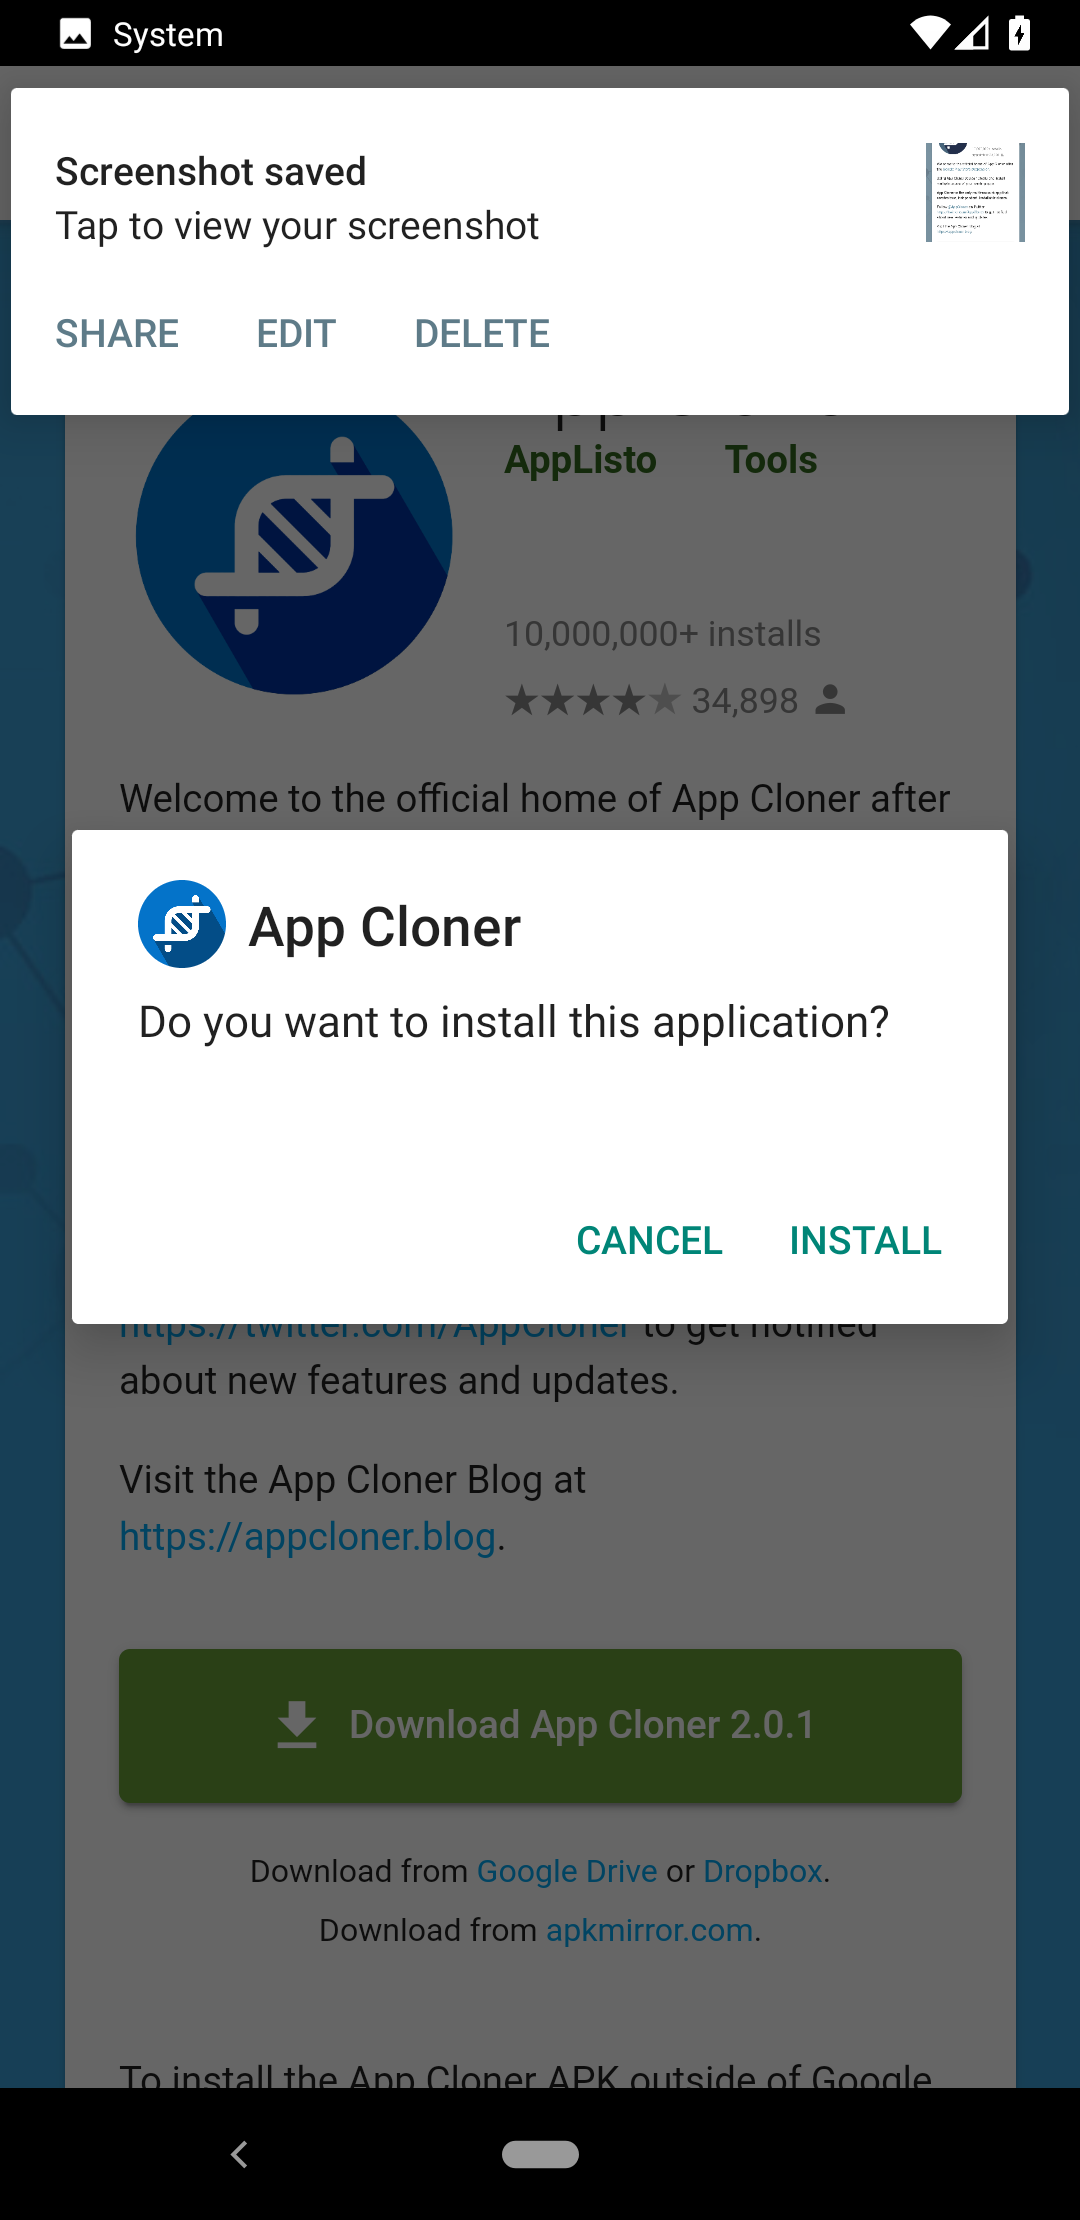 System
Screenshot saved
Tap to view your screenshot
SHARE EDIT DELETE
AppListo Tools
10,000,000+ installs
★★★★★ 34,898
Welcome to the official home of App Cloner after
App Cloner
Do you want to install this application?
CANCEL INSTALL
https://twitter.com/AppCloner to get notified
about new features and updates.
Visit the App Cloner Blog at
https://appcloner.blog.
Download App Cloner 2.0.1
Download from Google Drive or Dropbox.
Download from apkmirror.com.
To install the App Cloner APK outside of Google